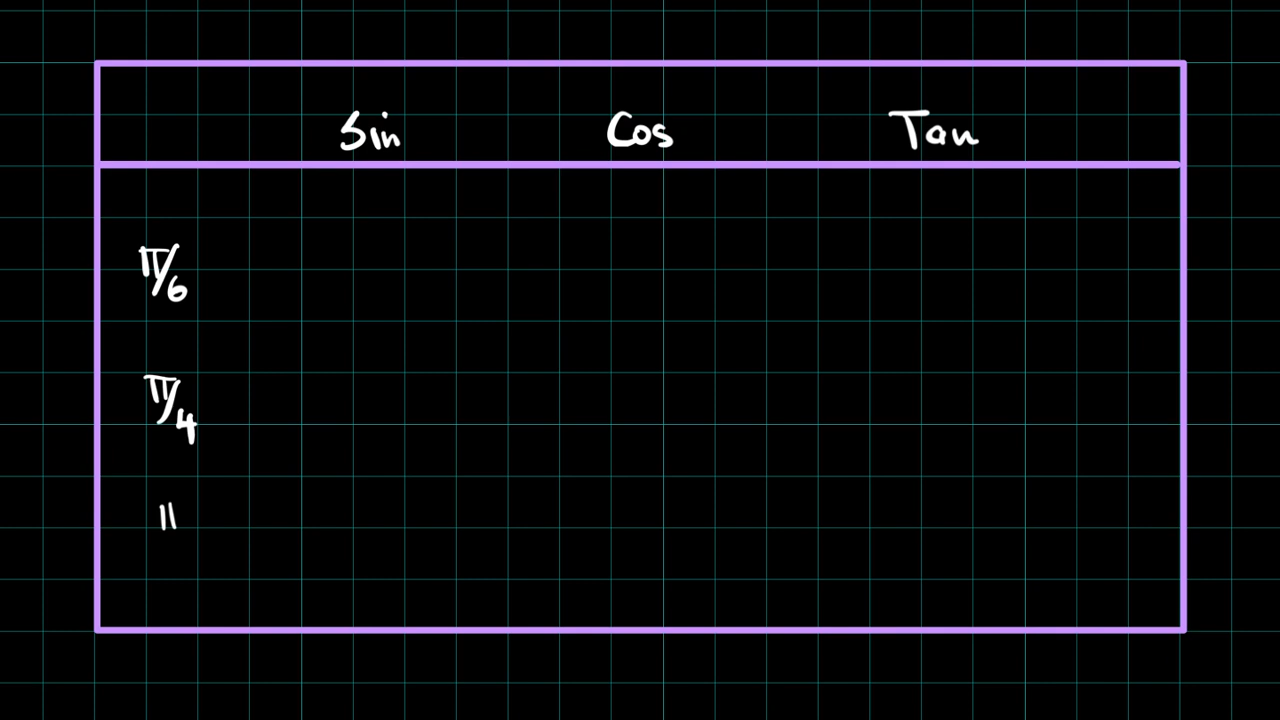 Sin Cos Tan
π/6
π/4